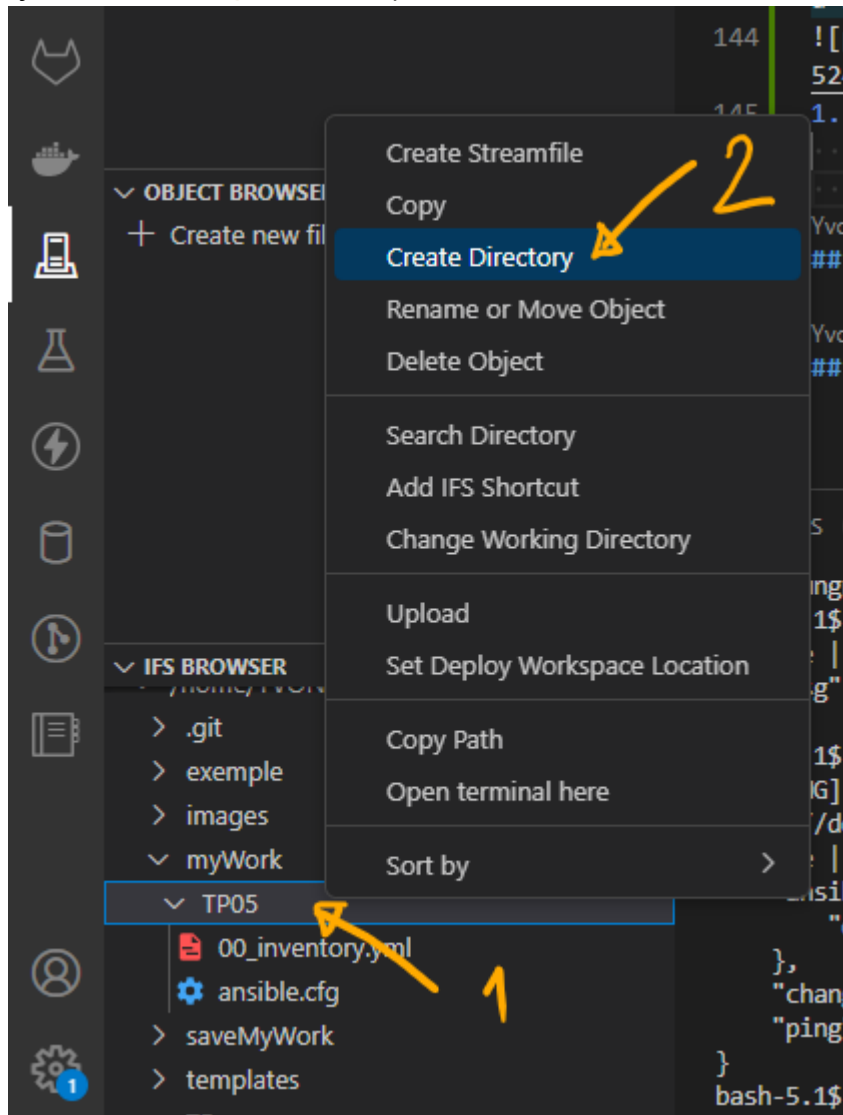 144 ![
52
145 1.
Create Streamfile
2
OBJECT BROWSE
Copy
+ Create new fil
Create Directory
##
Rename or Move Object
Delete Object
##
Search Directory
Add IFS Shortcut
Change Working Directory
S
Upload
1$
IFS BROWSER
Set Deploy Workspace Location
.git
Copy Path
exemple
1$
Open terminal here
images
myWork
Sort by
TP05
00_inventory.yml
},
ansible.cfg
1
"chan
"ping
saveMyWork
templates
}
1
bash-5.1$